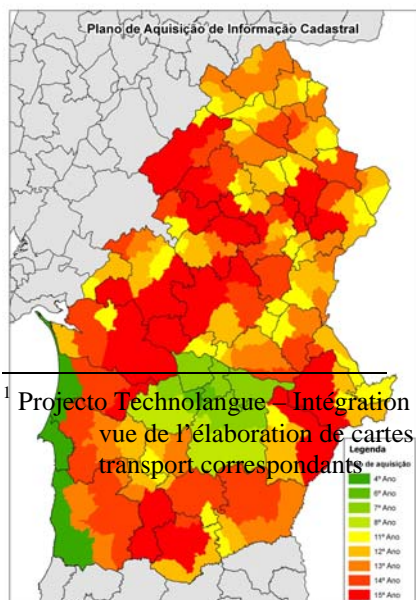 Plano de Aquisição de Informação Cadastral
1 Projecto Technolangue – Intégration
vue de l'élaboration de cartes
transport correspondants
Legenda
de aquisição
4º Ano
6º Ano
7º Ano
8º Ano
11º Ano
12º Ano
13º Ano
14º Ano
15º Ano